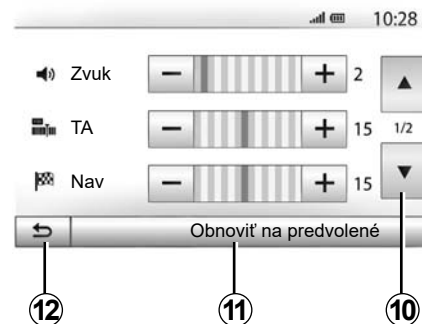 10:28
Zvuk − + 2
TA − + 15 1/2
Nav − + 15
Obnoviť na predvolené
12 11 10